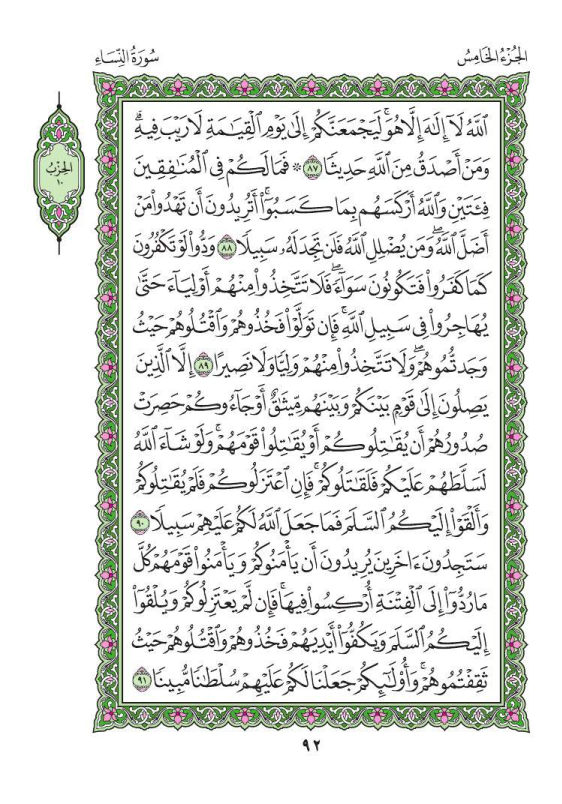 الجُزْءُ الخَامِسُ
سُورَةُ النِّسَاءِ
الحِزْبُ
١٠
ٱللَّهُ لَآ إِلَٰهَ إِلَّا هُوَۚ لَيَجۡمَعَنَّكُمۡ إِلَىٰ يَوۡمِ ٱلۡقِيَٰمَةِ لَا رَيۡبَ فِيهِۗ
وَمَنۡ أَصۡدَقُ مِنَ ٱللَّهِ حَدِيثٗا ٨٧ ۞ فَمَا لَكُمۡ فِي ٱلۡمُنَٰفِقِينَ
فِئَتَيۡنِ وَٱللَّهُ أَرۡكَسَهُم بِمَا كَسَبُوٓاْۚ أَتُرِيدُونَ أَن تَهۡدُواْ مَنۡ
أَضَلَّ ٱللَّهُۖ وَمَن يُضۡلِلِ ٱللَّهُ فَلَن تَجِدَ لَهُۥ سَبِيلٗا ٨٨ وَدُّواْ لَوۡ تَكۡفُرُونَ
كَمَا كَفَرُواْ فَتَكُونُونَ سَوَآءٗۖ فَلَا تَتَّخِذُواْ مِنۡهُمۡ أَوۡلِيَآءَ حَتَّىٰ
يُهَاجِرُواْ فِي سَبِيلِ ٱللَّهِۚ فَإِن تَوَلَّوۡاْ فَخُذُوهُمۡ وَٱقۡتُلُوهُمۡ حَيۡثُ
وَجَدتُّمُوهُمۡۖ وَلَا تَتَّخِذُواْ مِنۡهُمۡ وَلِيّٗا وَلَا نَصِيرًا ٨٩ إِلَّا ٱلَّذِينَ
يَصِلُونَ إِلَىٰ قَوۡمِۭ بَيۡنَكُمۡ وَبَيۡنَهُم مِّيثَٰقٌ أَوۡ جَآءُوكُمۡ حَصِرَتۡ
صُدُورُهُمۡ أَن يُقَٰتِلُوكُمۡ أَوۡ يُقَٰتِلُواْ قَوۡمَهُمۡۚ وَلَوۡ شَآءَ ٱللَّهُ
لَسَلَّطَهُمۡ عَلَيۡكُمۡ فَلَقَٰتَلُوكُمۡۚ فَإِنِ ٱعۡتَزَلُوكُمۡ فَلَمۡ يُقَٰتِلُوكُمۡ
وَأَلۡقَوۡاْ إِلَيۡكُمُ ٱلسَّلَمَ فَمَا جَعَلَ ٱللَّهُ لَكُمۡ عَلَيۡهِمۡ سَبِيلٗا ٩٠
سَتَجِدُونَ ءَاخَرِينَ يُرِيدُونَ أَن يَأۡمَنُوكُمۡ وَيَأۡمَنُواْ قَوۡمَهُمۡ كُلَّ
مَا رُدُّوٓاْ إِلَى ٱلۡفِتۡنَةِ أُرۡكِسُواْ فِيهَاۚ فَإِن لَّمۡ يَعۡتَزِلُوكُمۡ وَيُلۡقُوٓاْ
إِلَيۡكُمُ ٱلسَّلَمَ وَيَكُفُّوٓاْ أَيۡدِيَهُمۡ فَخُذُوهُمۡ وَٱقۡتُلُوهُمۡ حَيۡثُ
ثَقِفۡتُمُوهُمۡۚ وَأُوْلَٰٓئِكُمۡ جَعَلۡنَا لَكُمۡ عَلَيۡهِمۡ سُلۡطَٰنٗا مُّبِينٗا ٩١
٩٢